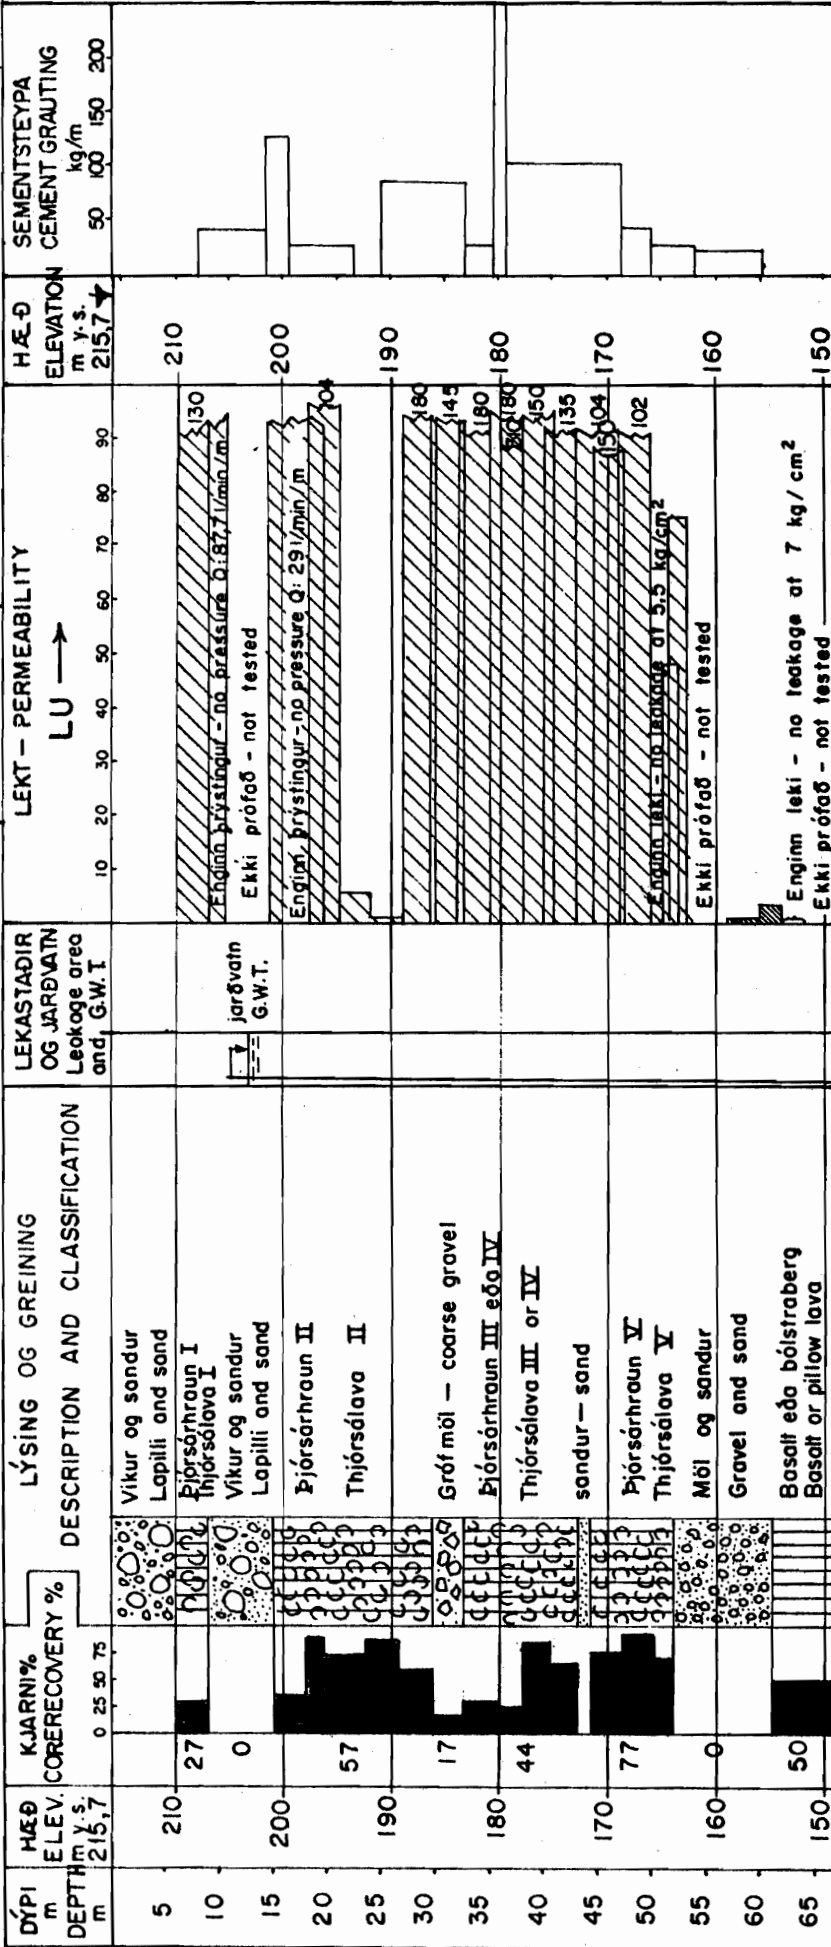 DÝPI
m
DEPTH
m
HÆÐ
ELEV.
m y.s.
215,7
KJARNI%
CORERECOVERY %
LÝSING OG GREINING
DESCRIPTION AND CLASSIFICATION
LEKASTAÐIR
OG JARÐVATN
Leakage area
and G.W.T.
LEKT – PERMEABILITY
LU →
HÆÐ
ELEVATION
m y.s.
215,7
SEMENTSTEYPA
CEMENT GRAUTING
kg/m
0 25 50 75
10 20 30 40 50 60 70 80 90
50 100 150 200
5
10
15
20
25
30
35
40
45
50
55
60
65
210
200
190
180
170
160
150
27
0
57
17
44
77
0
50
Vikur og sandur
Lapilli and sand
Þjórsárhraun I
Thjórsálava I
Vikur og sandur
Lapilli and sand
Þjórsárhraun II
Thjórsálava II
Gróf möl – coarse gravel
Þjórsárhraun III eða IV
Thjórsálava III or IV
sandur – sand
Þjórsárhraun V
Thjórsálava V
Möl og sandur
Gravel and sand
Basalt eða bólstraberg
Basalt or pillow lava
jarðvatn
G.W.T.
130
Enginn þrýstingur - no pressure Q:87,7 l/min/m
Ekki prófað - not tested
Enginn þrýstingur - no pressure Q: 29 l/min/m
104
180
145
180
180
150
135
104
150
102
Enginn leki - no leakage at 5,5 kg/cm2
Ekki prófað - not tested
Enginn leki - no leakage at 7 kg/cm2
Ekki prófað - not tested
210
200
190
180
170
160
150